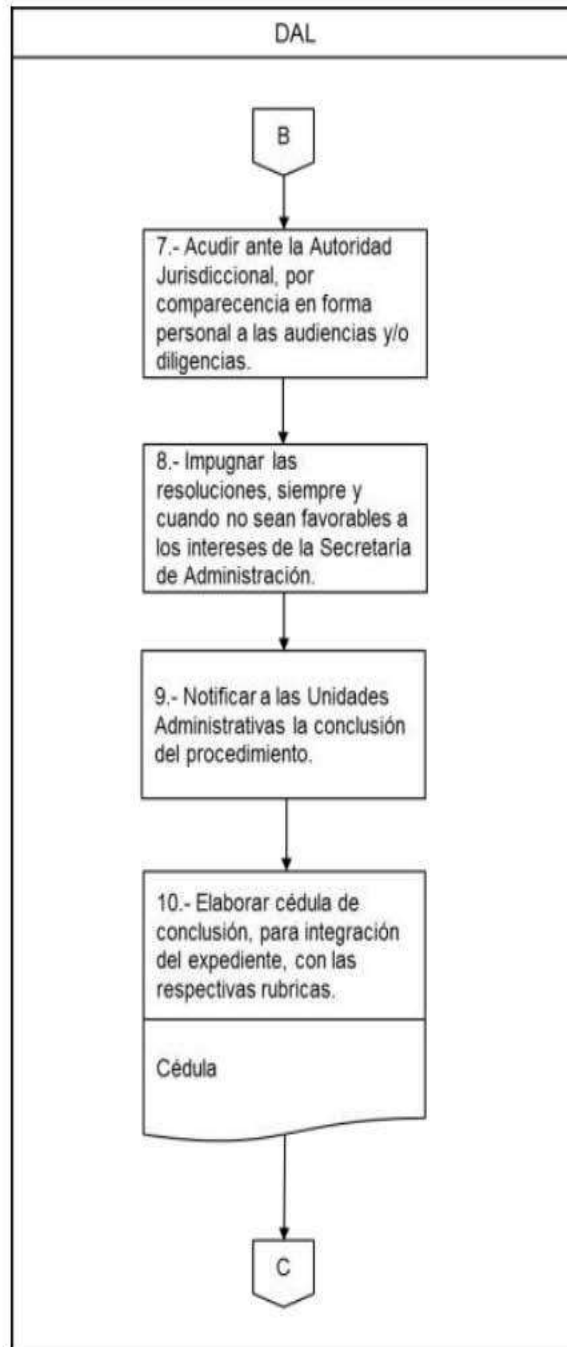 DAL
B
7.- Acudir ante la Autoridad
Jurisdiccional, por
comparecencia en forma
personal a las audiencias y/o
diligencias.
8.- Impugnar las
resoluciones, siempre y
cuando no sean favorables a
los intereses de la Secretaría
de Administración.
9.- Notificar a las Unidades
Administrativas la conclusión
del procedimiento.
10.- Elaborar cédula de
conclusión, para integración
del expediente, con las
respectivas rubricas.
Cédula
C